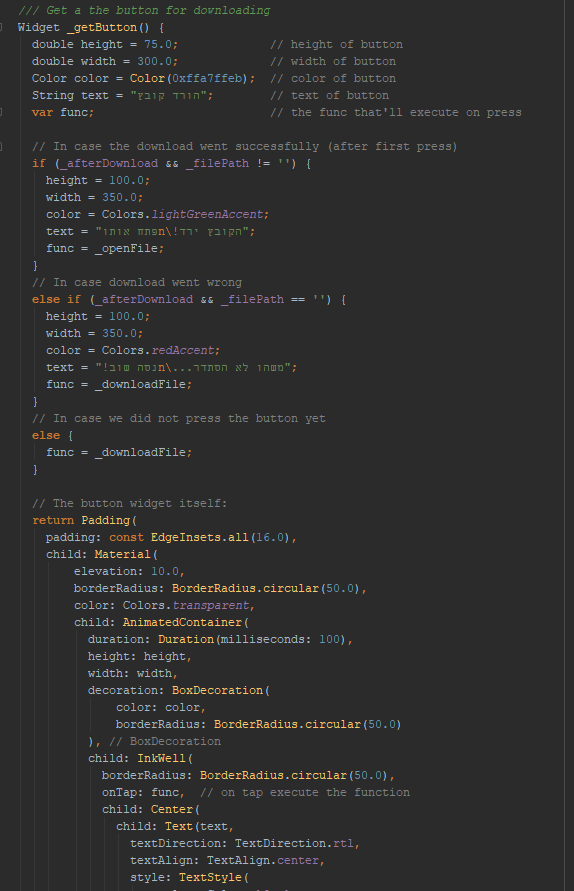 /// Get a the button for downloading
Widget _getButton() {
double height = 75.0; // height of button
double width = 300.0; // width of button
Color color = Color(0xffa7ffeb); // color of button
String text = "הורד קובץ"; // text of button
var func; // the func that'll execute on press
// In case the download went successfully (after first press)
if (_afterDownload && _filePath != '') {
height = 100.0;
width = 350.0;
color = Colors.lightGreenAccent;
text = "הקובץ ירד!\nפתח אותו";
func = _openFile;
}
// In case download went wrong
else if (_afterDownload && _filePath == '') {
height = 100.0;
width = 350.0;
color = Colors.redAccent;
text = "משהו לא הסתדר...\nנסה שוב!";
func = _downloadFile;
}
// In case we did not press the button yet
else {
func = _downloadFile;
}
// The button widget itself:
return Padding(
padding: const EdgeInsets.all(16.0),
child: Material(
elevation: 10.0,
borderRadius: BorderRadius.circular(50.0),
color: Colors.transparent,
child: AnimatedContainer(
duration: Duration(milliseconds: 100),
height: height,
width: width,
decoration: BoxDecoration(
color: color,
borderRadius: BorderRadius.circular(50.0)
), // BoxDecoration
child: InkWell(
borderRadius: BorderRadius.circular(50.0),
onTap: func, // on tap execute the function
child: Center(
child: Text(text,
textDirection: TextDirection.rtl,
textAlign: TextAlign.center,
style: TextStyle(